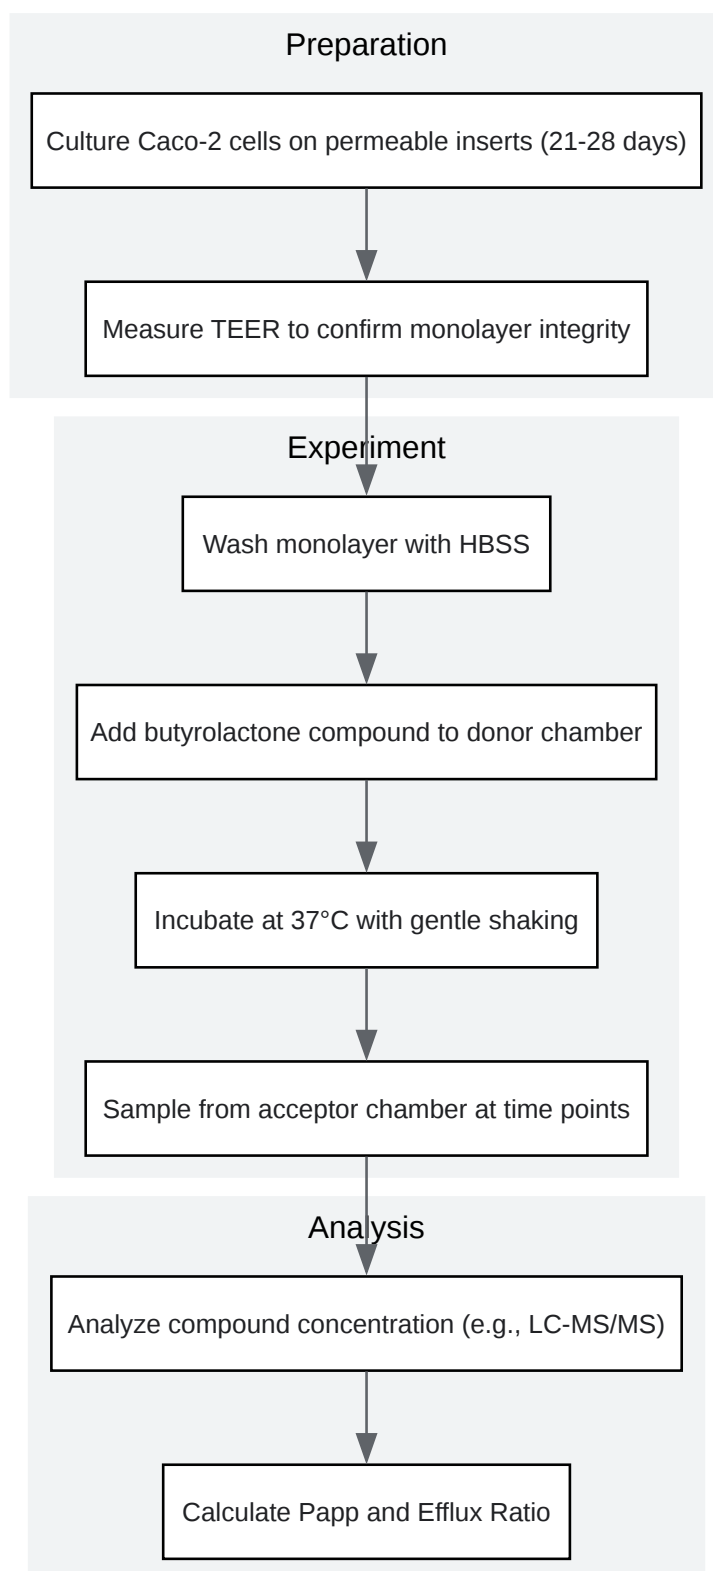 Preparation
Culture Caco-2 cells on permeable inserts (21-28 days)
Measure TEER to confirm monolayer integrity
Experiment
Wash monolayer with HBSS
Add butyrolactone compound to donor chamber
Incubate at 37°C with gentle shaking
Sample from acceptor chamber at time points
Analysis
Analyze compound concentration (e.g., LC-MS/MS)
Calculate Papp and Efflux Ratio